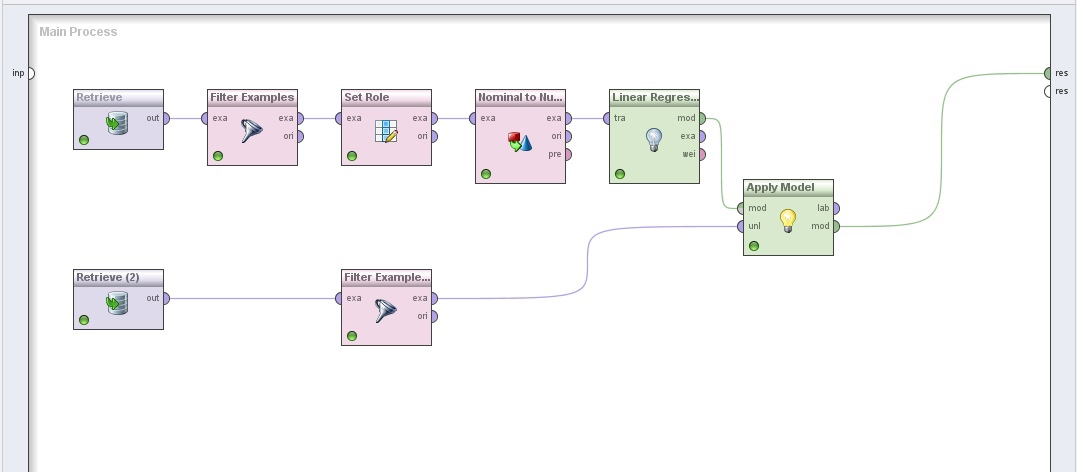 Main Process
inp
res
res
Retrieve
out
Filter Examples
exa
exa
ori
Set Role
exa
exa
ori
Nominal to Nu...
exa
exa
ori
pre
Linear Regres...
tra
mod
exa
wei
Apply Model
mod
lab
unl
mod
Retrieve (2)
out
Filter Example...
exa
exa
ori